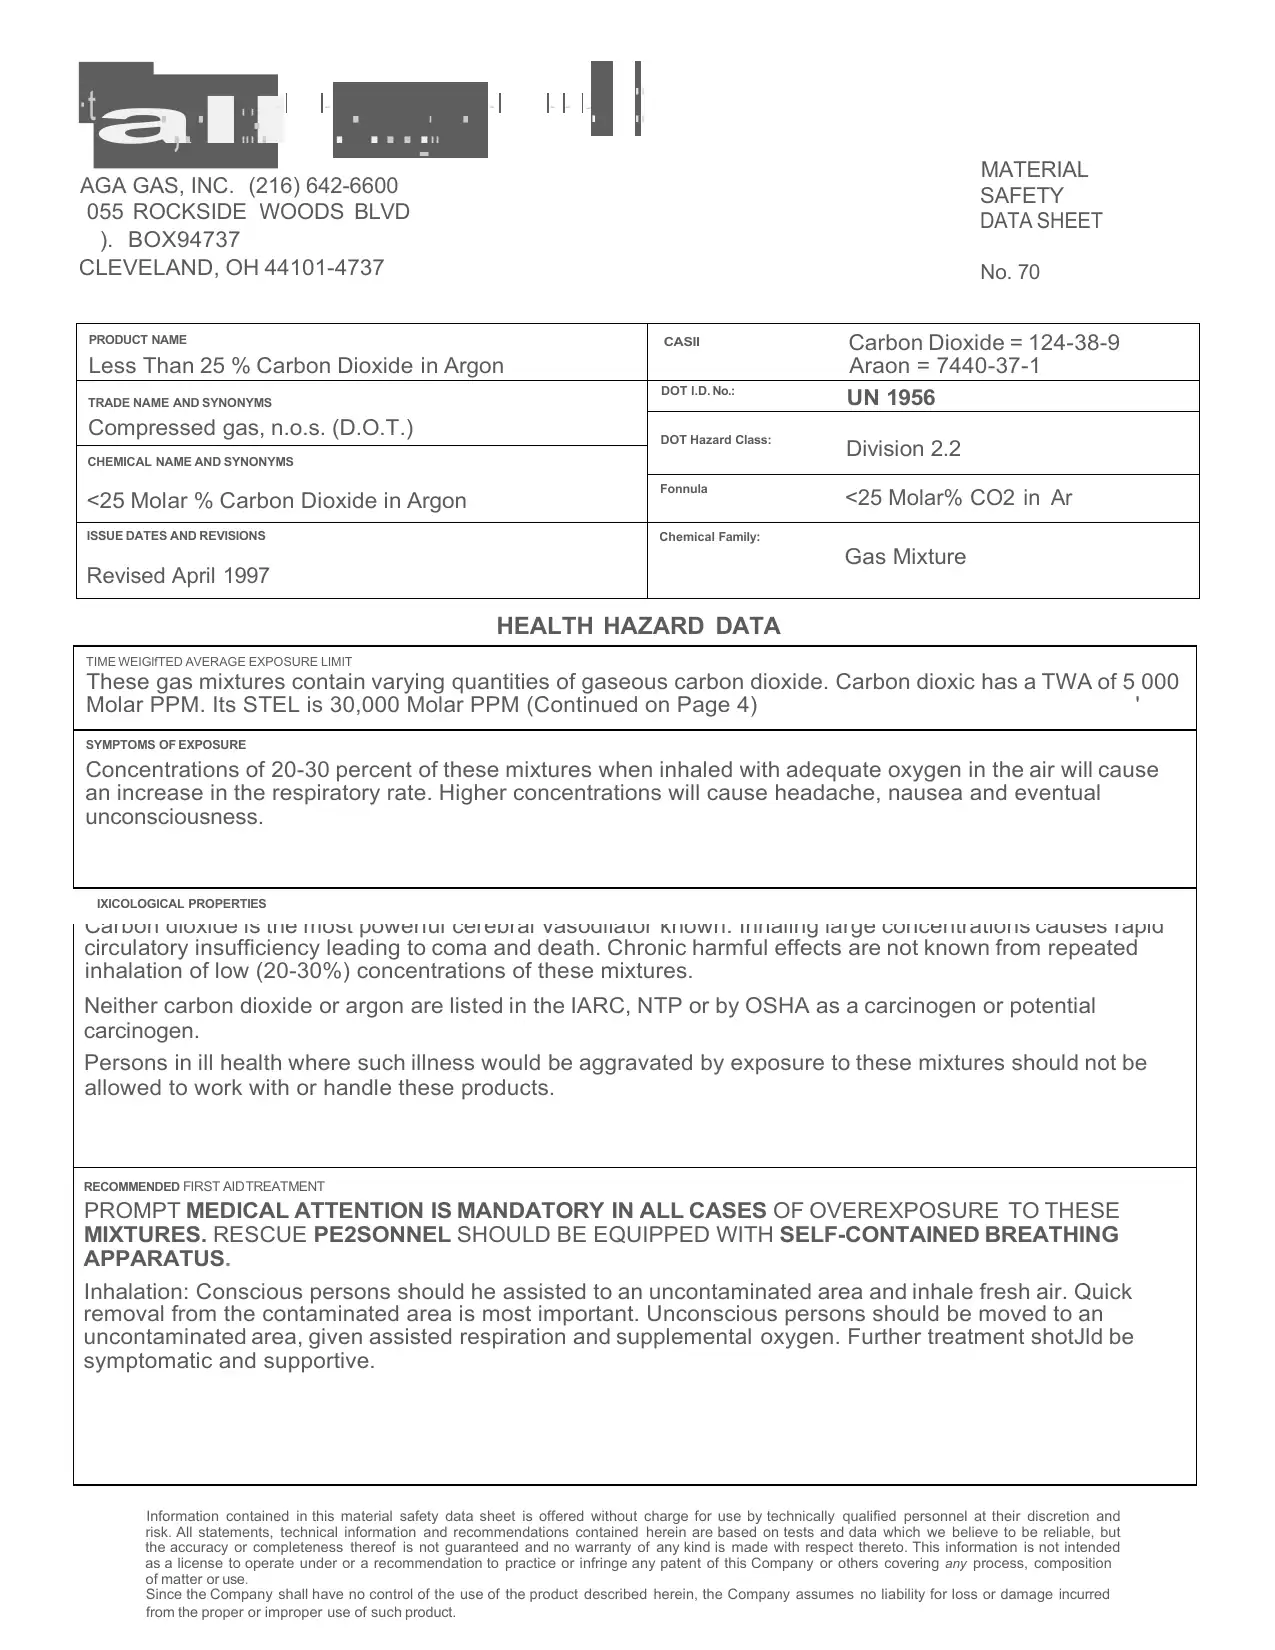 AGA GAS, INC. (216) 642-6600
055 ROCKSIDE WOODS BLVD
). BOX94737
CLEVELAND, OH 44101-4737
MATERIAL
SAFETY
DATA SHEET
No. 70
PRODUCT NAME
Less Than 25 % Carbon Dioxide in Argon
CASII
Carbon Dioxide = 124-38-9
Araon = 7440-37-1
TRADE NAME AND SYNONYMS
Compressed gas, n.o.s. (D.O.T.)
DOT I.D. No.:
UN 1956
DOT Hazard Class:
Division 2.2
CHEMICAL NAME AND SYNONYMS
<25 Molar % Carbon Dioxide in Argon
Fonnula
<25 Molar% CO2 in Ar
ISSUE DATES AND REVISIONS
Revised April 1997
Chemical Family:
Gas Mixture
HEALTH HAZARD DATA
TIME WEIGIfTED AVERAGE EXPOSURE LIMIT
These gas mixtures contain varying quantities of gaseous carbon dioxide. Carbon dioxic has a TWA of 5 000
Molar PPM. Its STEL is 30,000 Molar PPM (Continued on Page 4) '
SYMPTOMS OF EXPOSURE
Concentrations of 20-30 percent of these mixtures when inhaled with adequate oxygen in the air will cause
an increase in the respiratory rate. Higher concentrations will cause headache, nausea and eventual
unconsciousness.
IXICOLOGICAL PROPERTIES
Carbon dioxide is the most powerful cerebral vasodilator known. Inhaling large concentrations causes rapid
circulatory insufficiency leading to coma and death. Chronic harmful effects are not known from repeated
inhalation of low (20-30%) concentrations of these mixtures.
Neither carbon dioxide or argon are listed in the lARC, NTP or by OSHA as a carcinogen or potential
carcinogen.
Persons in ill health where such illness would be aggravated by exposure to these mixtures should not be
allowed to work with or handle these products.
RECOMMENDED FIRST AID TREATMENT
PROMPT MEDICAL ATTENTION IS MANDATORY IN ALL CASES OF OVEREXPOSURE TO THESE
MIXTURES. RESCUE PE2SONNEL SHOULD BE EQUIPPED WITH SELF-CONTAINED BREATHING
APPARATUS.
Inhalation: Conscious persons should he assisted to an uncontaminated area and inhale fresh air. Quick
removal from the contaminated area is most important. Unconscious persons should be moved to an
uncontaminated area, given assisted respiration and supplemental oxygen. Further treatment shotJld be
symptomatic and supportive.
Information contained in this material safety data sheet is offered without charge for use by technically qualified personnel at their discretion and
risk. All statements, technical information and recommendations contained herein are based on tests and data which we believe to be reliable, but
the accuracy or completeness thereof is not guaranteed and no warranty of any kind is made with respect thereto. This information is not intended
as a license to operate under or a recommendation to practice or infringe any patent of this Company or others covering any process, composition
of matter or use.
Since the Company shall have no control of the use of the product described herein, the Company assumes no liability for loss or damage incurred
from the proper or improper use of such product.